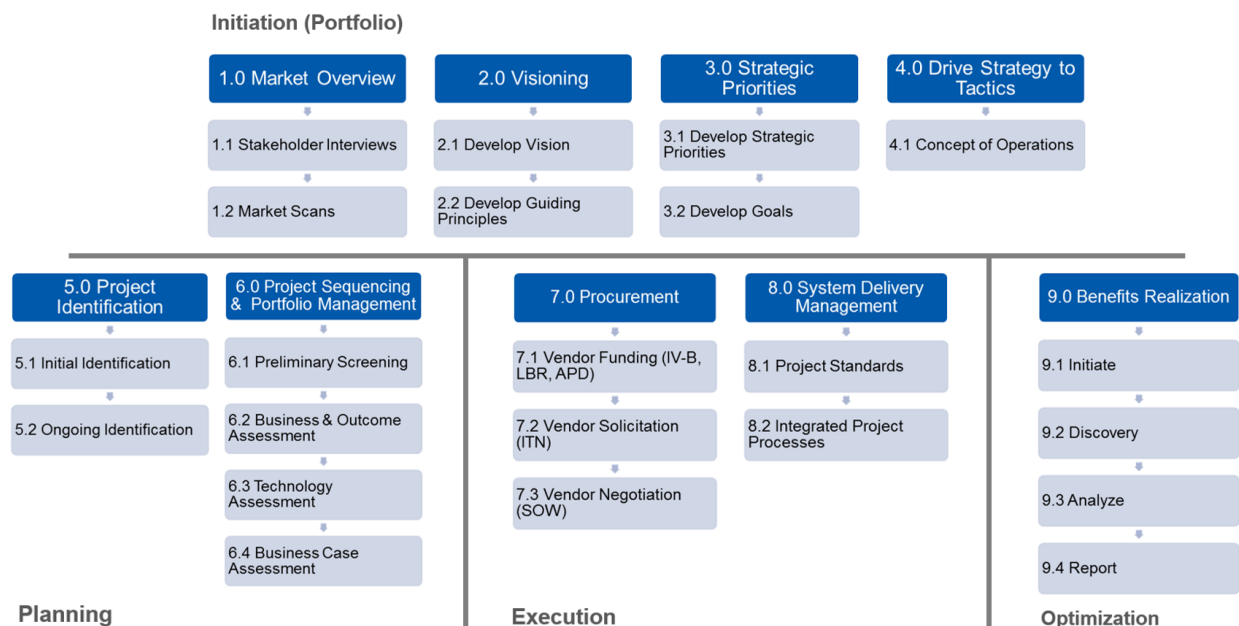 Initiation (Portfolio)
1.0 Market Overview
1.1 Stakeholder Interviews
1.2 Market Scans
2.0 Visioning
2.1 Develop Vision
2.2 Develop Guiding
Principles
3.0 Strategic
Priorities
3.1 Develop Strategic
Priorities
3.2 Develop Goals
4.0 Drive Strategy to
Tactics
4.1 Concept of Operations
5.0 Project
Identification
5.1 Initial Identification
5.2 Ongoing Identification
6.0 Project Sequencing
& Portfolio Management
6.1 Preliminary Screening
6.2 Business & Outcome
Assessment
6.3 Technology
Assessment
6.4 Business Case
Assessment
Planning
7.0 Procurement
7.1 Vendor Funding (IV-B,
LBR, APD)
7.2 Vendor Solicitation
(ITN)
7.3 Vendor Negotiation
(SOW)
8.0 System Delivery
Management
8.1 Project Standards
8.2 Integrated Project
Processes
Execution
9.0 Benefits Realization
9.1 Initiate
9.2 Discovery
9.3 Analyze
9.4 Report
Optimization